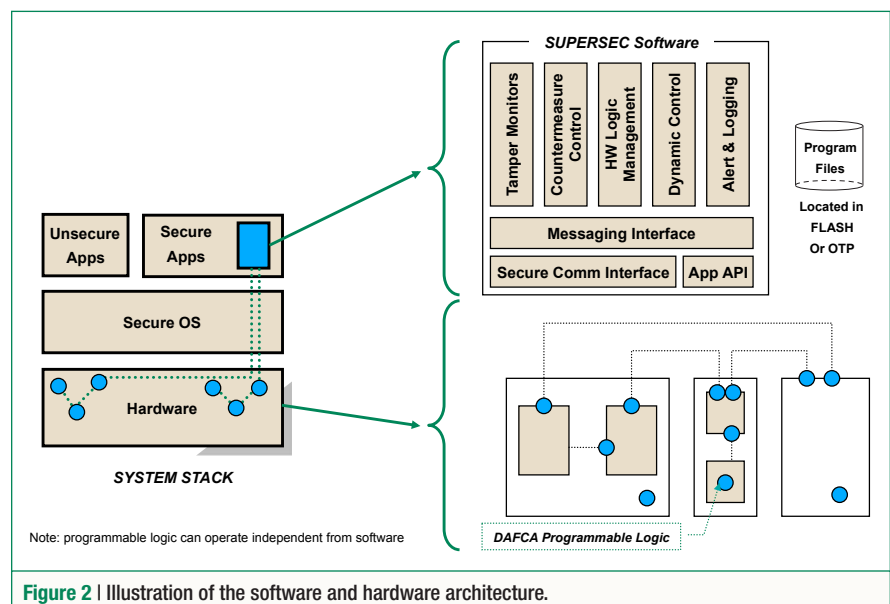 SUPERSEC Software
Tamper Monitors
Countermeasure
Control
HW Logic
Management
Dynamic Control
Alert & Logging
Messaging Interface
Secure Comm Interface
App API
Program
Files
Located in
FLASH
Or OTP
Unsecure
Apps
Secure
Apps
Secure OS
Hardware
SYSTEM STACK
Note: programmable logic can operate independent from software
DAFCA Programmable Logic
Figure 2 | Illustration of the software and hardware architecture.